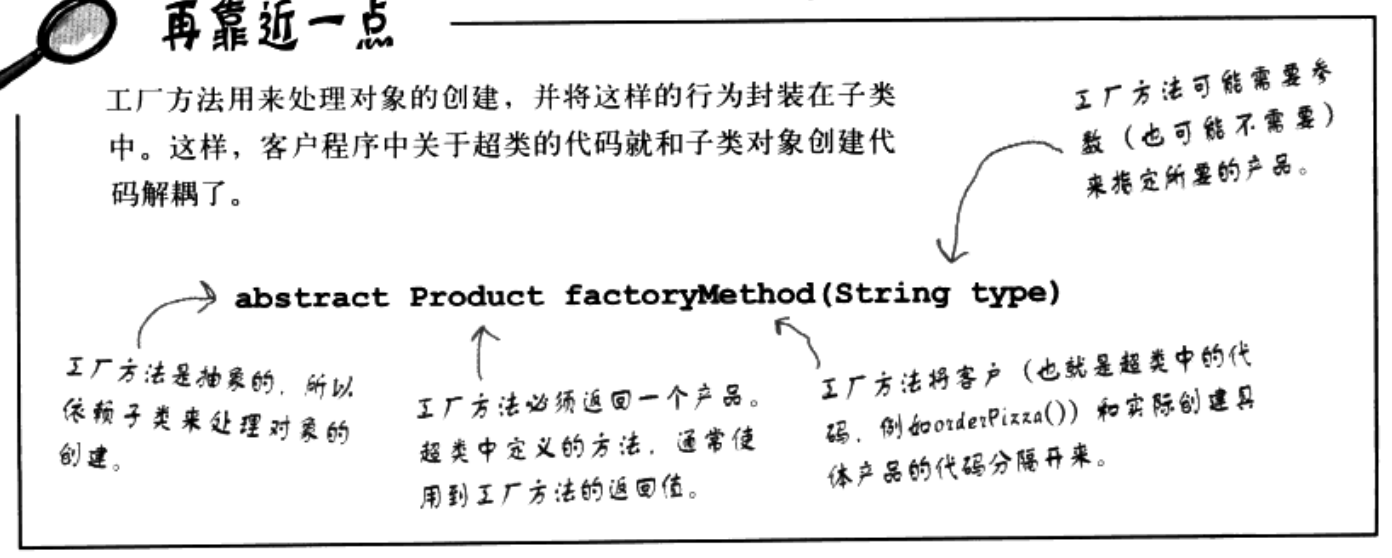 再靠近一点
工厂方法用来处理对象的创建，并将这样的行为封装在子类
中。这样，客户程序中关于超类的代码就和子类对象创建代
码解耦了。
工厂方法可能需要参
数（也可能不需要）
来指定所要的产品。
abstract Product factoryMethod(String type)
工厂方法是抽象的，所以
依赖子类来处理对象的
创建。
工厂方法必须返回一个产品。
超类中定义的方法，通常使
用到工厂方法的返回值。
工厂方法将客户（也就是超类中的代
码，例如orderPizza()）和实际创建具
体产品的代码分隔开来。